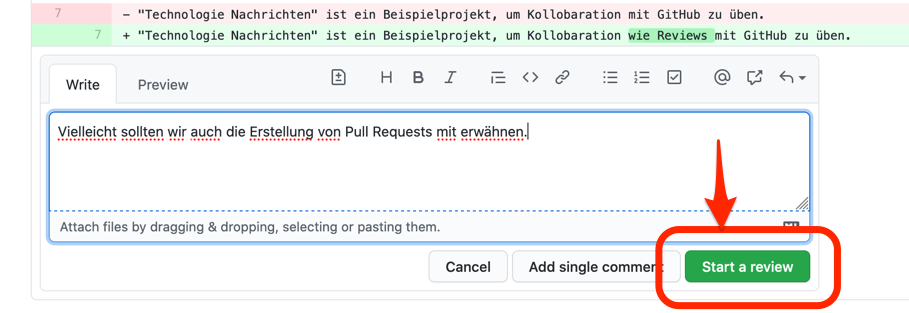 7 - "Technologie Nachrichten" ist ein Beispielprojekt, um Kollobaration mit GitHub zu üben.
7 + "Technologie Nachrichten" ist ein Beispielprojekt, um Kollobaration wie Reviews mit GitHub zu üben.
Write Preview
Vielleicht sollten wir auch die Erstellung von Pull Requests mit erwähnen.
Attach files by dragging & dropping, selecting or pasting them.
Cancel Add single comment Start a review